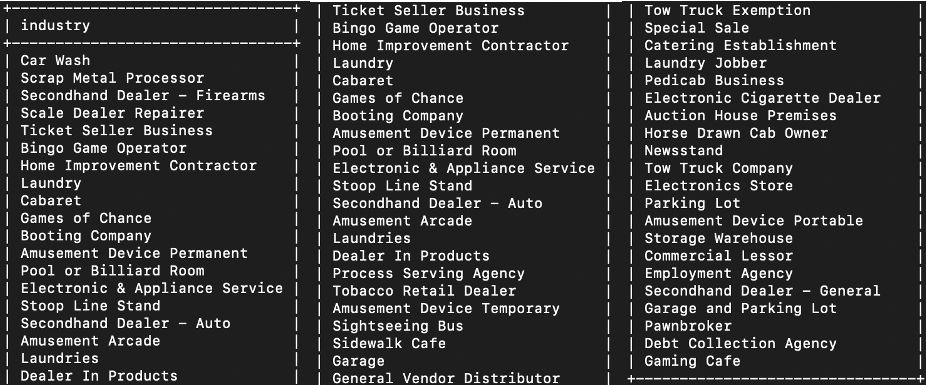 industry
Car Wash
Scrap Metal Processor
Secondhand Dealer – Firearms
Scale Dealer Repairer
Ticket Seller Business
Bingo Game Operator
Home Improvement Contractor
Laundry
Cabaret
Games of Chance
Booting Company
Amusement Device Permanent
Pool or Billiard Room
Electronic & Appliance Service
Stoop Line Stand
Secondhand Dealer – Auto
Amusement Arcade
Laundries
Dealer In Products
Ticket Seller Business
Bingo Game Operator
Home Improvement Contractor
Laundry
Cabaret
Games of Chance
Booting Company
Amusement Device Permanent
Pool or Billiard Room
Electronic & Appliance Service
Stoop Line Stand
Secondhand Dealer – Auto
Amusement Arcade
Laundries
Dealer In Products
Process Serving Agency
Tobacco Retail Dealer
Amusement Device Temporary
Sightseeing Bus
Sidewalk Cafe
Garage
General Vendor Distributor
Tow Truck Exemption
Special Sale
Catering Establishment
Laundry Jobber
Pedicab Business
Electronic Cigarette Dealer
Auction House Premises
Horse Drawn Cab Owner
Newsstand
Tow Truck Company
Electronics Store
Parking Lot
Amusement Device Portable
Storage Warehouse
Commercial Lessor
Employment Agency
Secondhand Dealer – General
Garage and Parking Lot
Pawnbroker
Debt Collection Agency
Gaming Cafe